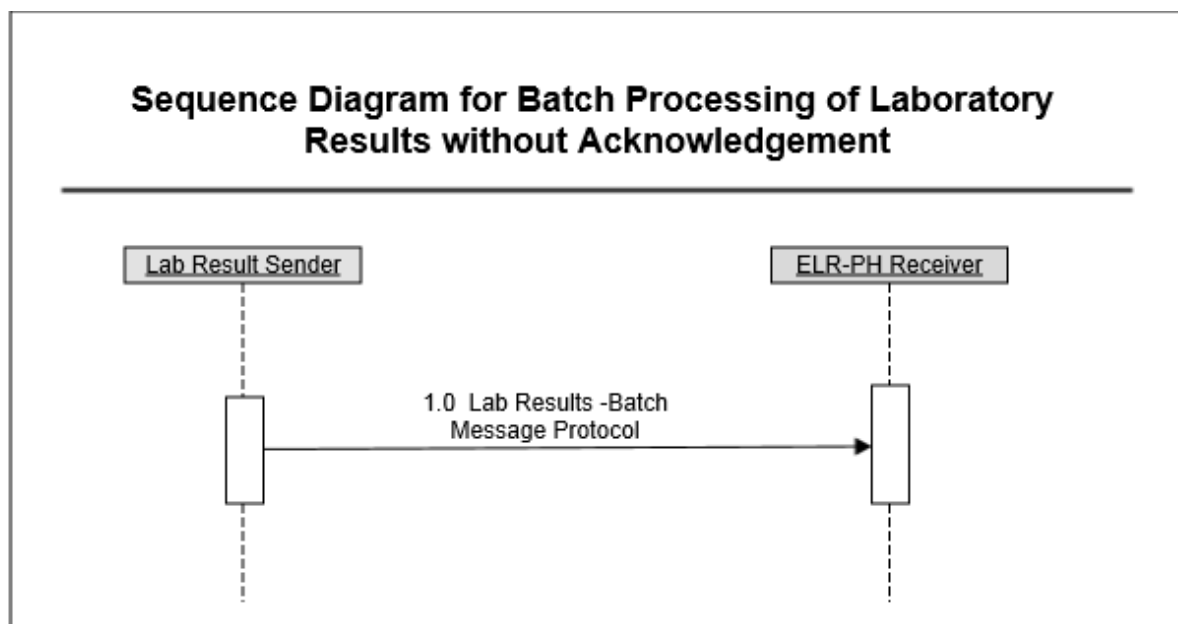 Sequence Diagram for Batch Processing of Laboratory
Results without Acknowledgement
Lab Result Sender
ELR-PH Receiver
1.0 Lab Results -Batch
Message Protocol